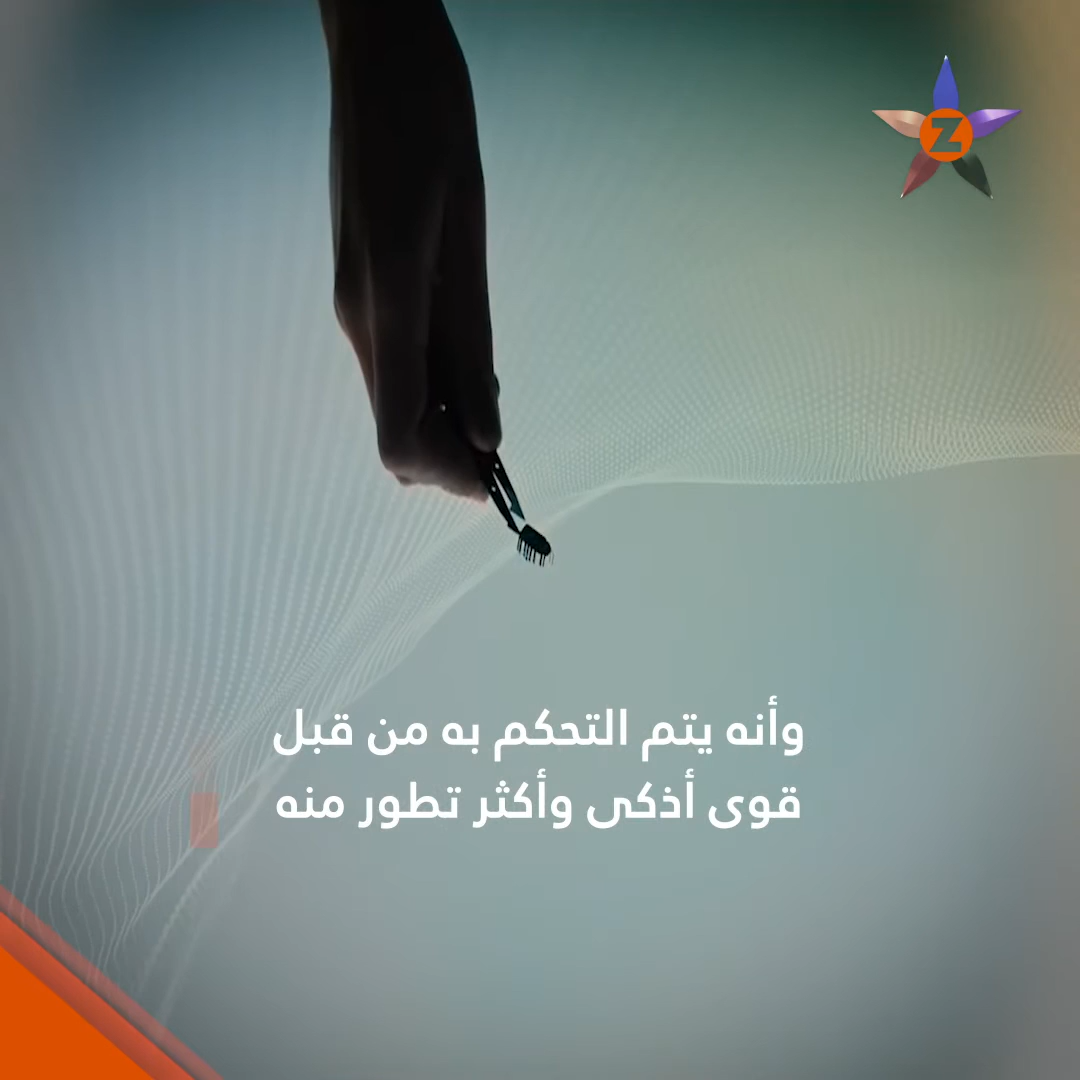 Z
وأنه يتم التحكم به من قبل
قوى أذكى وأكثر تطور منه